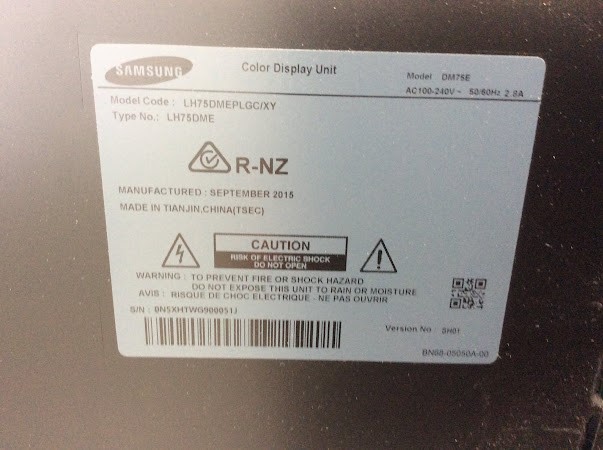 SAMSUNG
Color Display Unit
Model DM75E
AC100-240V~ 50/60Hz 2.8A
Model Code : LH75DMEPLGC/XY
Type No.: LH75DME
R-NZ
MANUFACTURED : SEPTEMBER 2015
MADE IN TIANJIN,CHINA(TSEC)
CAUTION
RISK OF ELECTRIC SHOCK
DO NOT OPEN
WARNING : TO PREVENT FIRE OR SHOCK HAZARD
DO NOT EXPOSE THIS UNIT TO RAIN OR MOISTURE
AVIS : RISQUE DE CHOC ELECTRIQUE - NE PAS OUVRIR
S/N : 0N5XHTWG900051J
Version No SH01
BN68-05050A-00